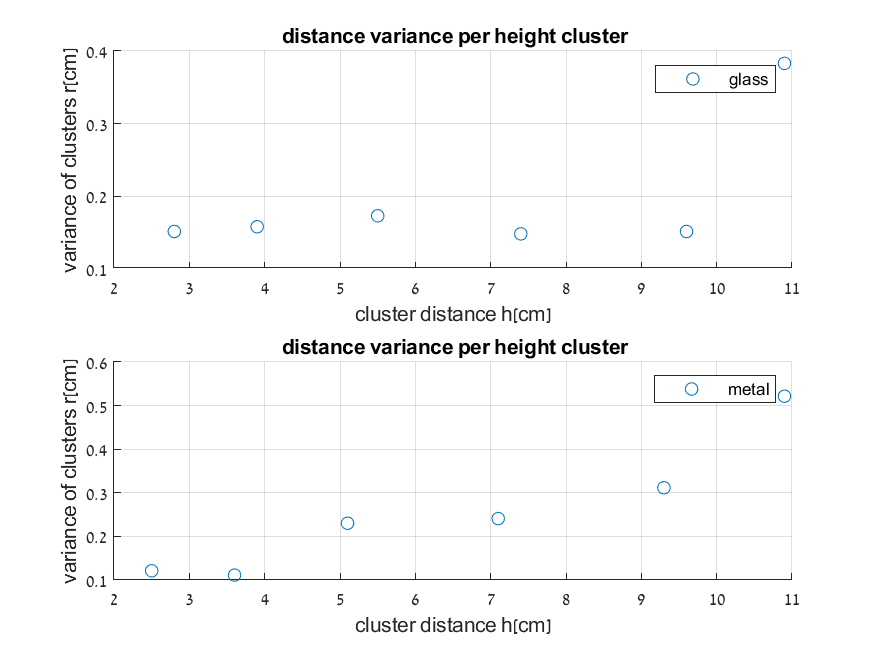 distance variance per height cluster
variance of clusters r[cm]
0.4
0.3
0.2
0.1
glass
2 3 4 5 6 7 8 9 10 11
cluster distance h[cm]
distance variance per height cluster
variance of clusters r[cm]
0.6
0.5
0.4
0.3
0.2
0.1
metal
2 3 4 5 6 7 8 9 10 11
cluster distance h[cm]